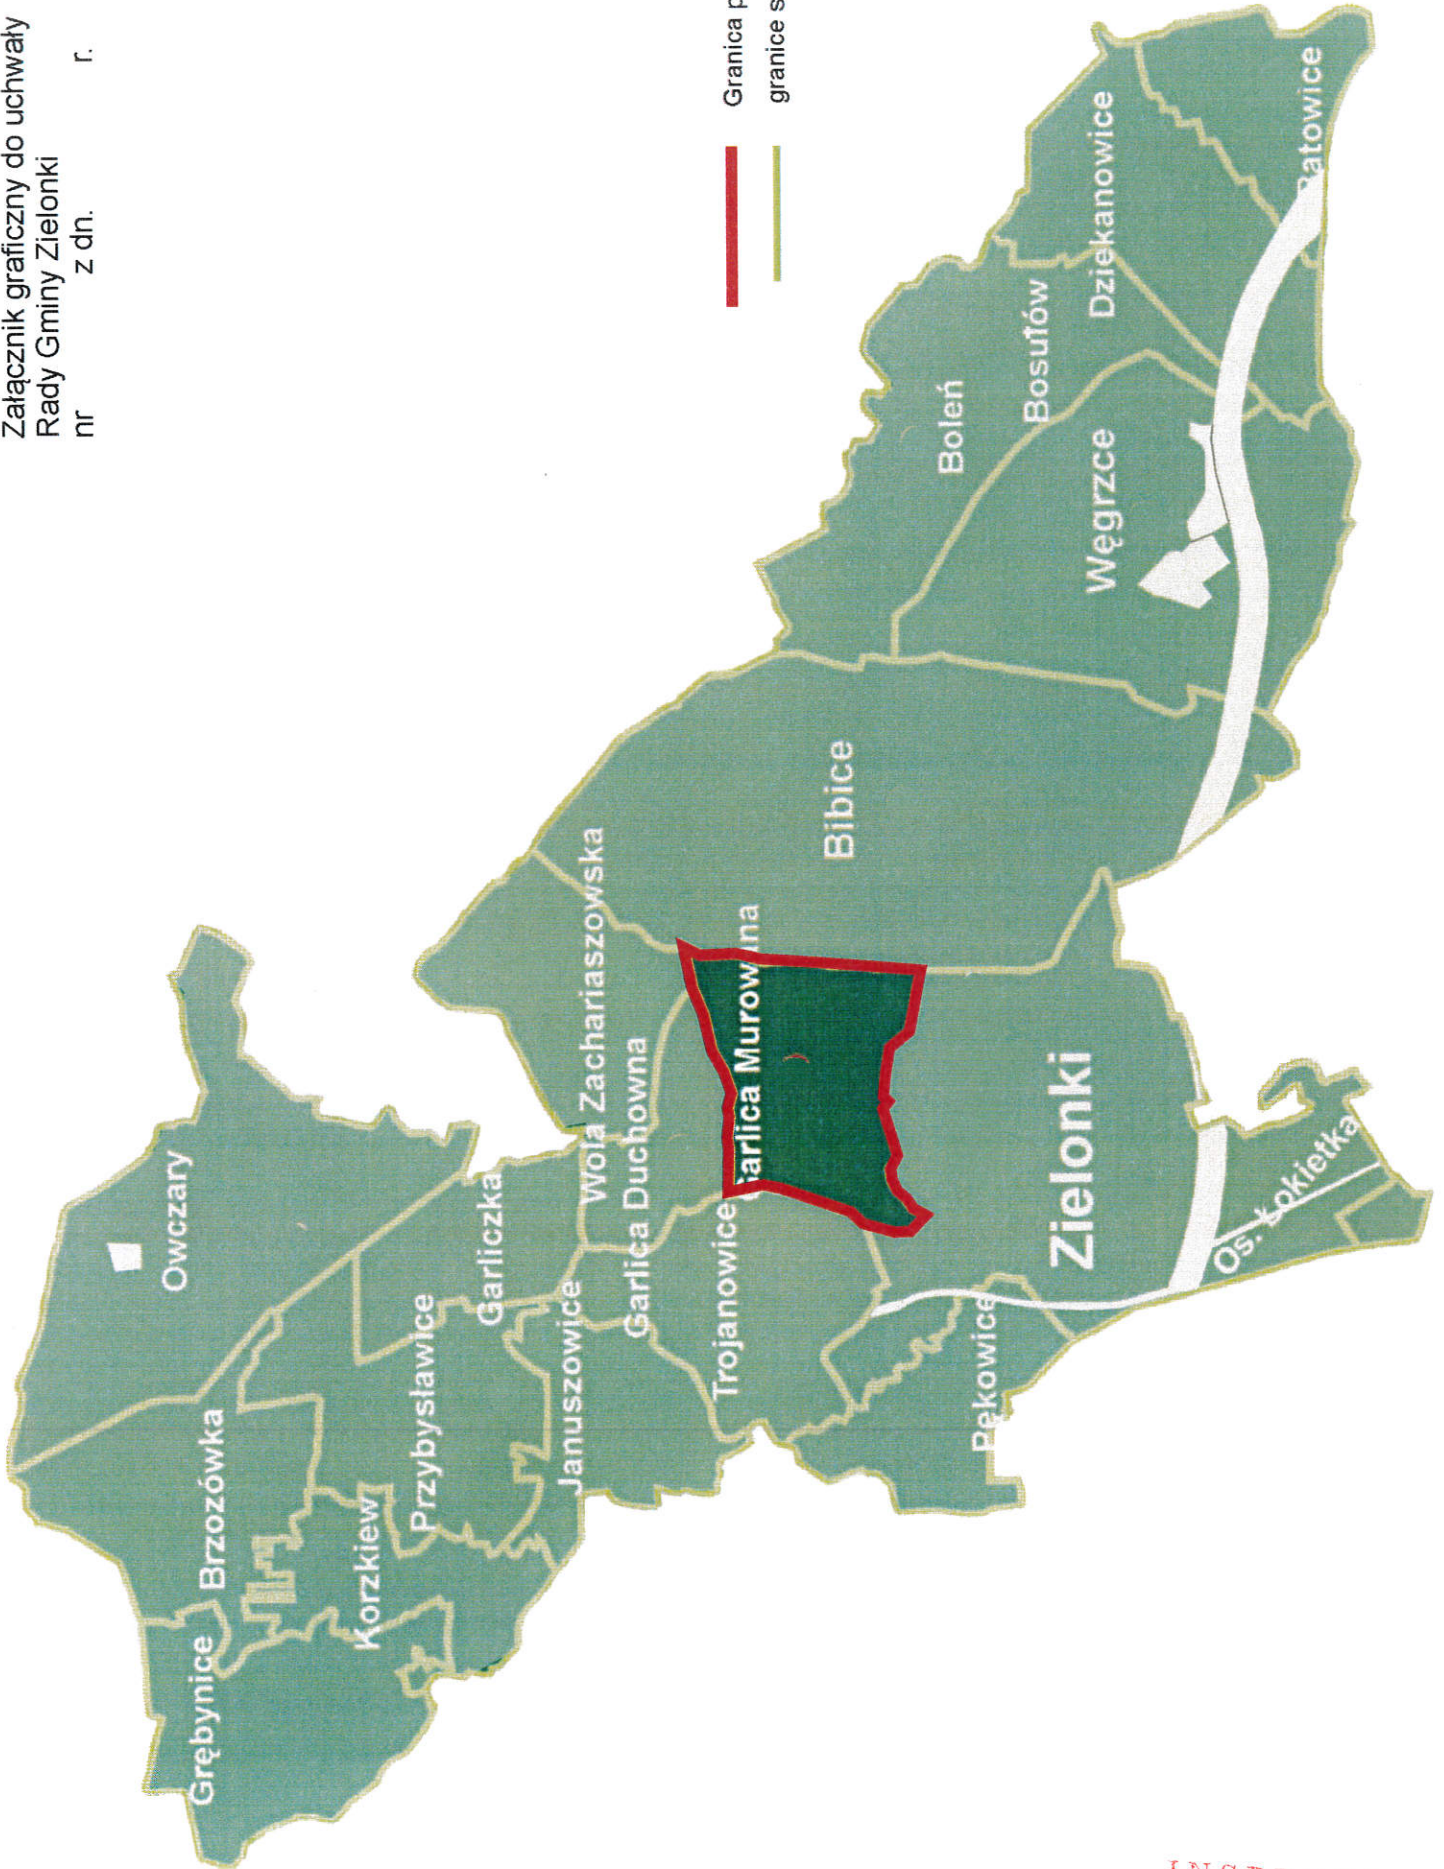 Załącznik graficzny do uchwały
Rady Gminy Zielonki
nr z dn. r.
Granica
granice
Owczary
Brzozówka
Grębynice
Korzkiew
Przybysławice
Garliczka
Januszowice
Wola Zachariaszowska
Garlica Duchowna
Trojanowice
Garlica Murowana
Bibice
Boleń
Bosutów
Dziekanowice
Batowice
Węgrzce
Zielonki
Pękowice
Os. Łokietka